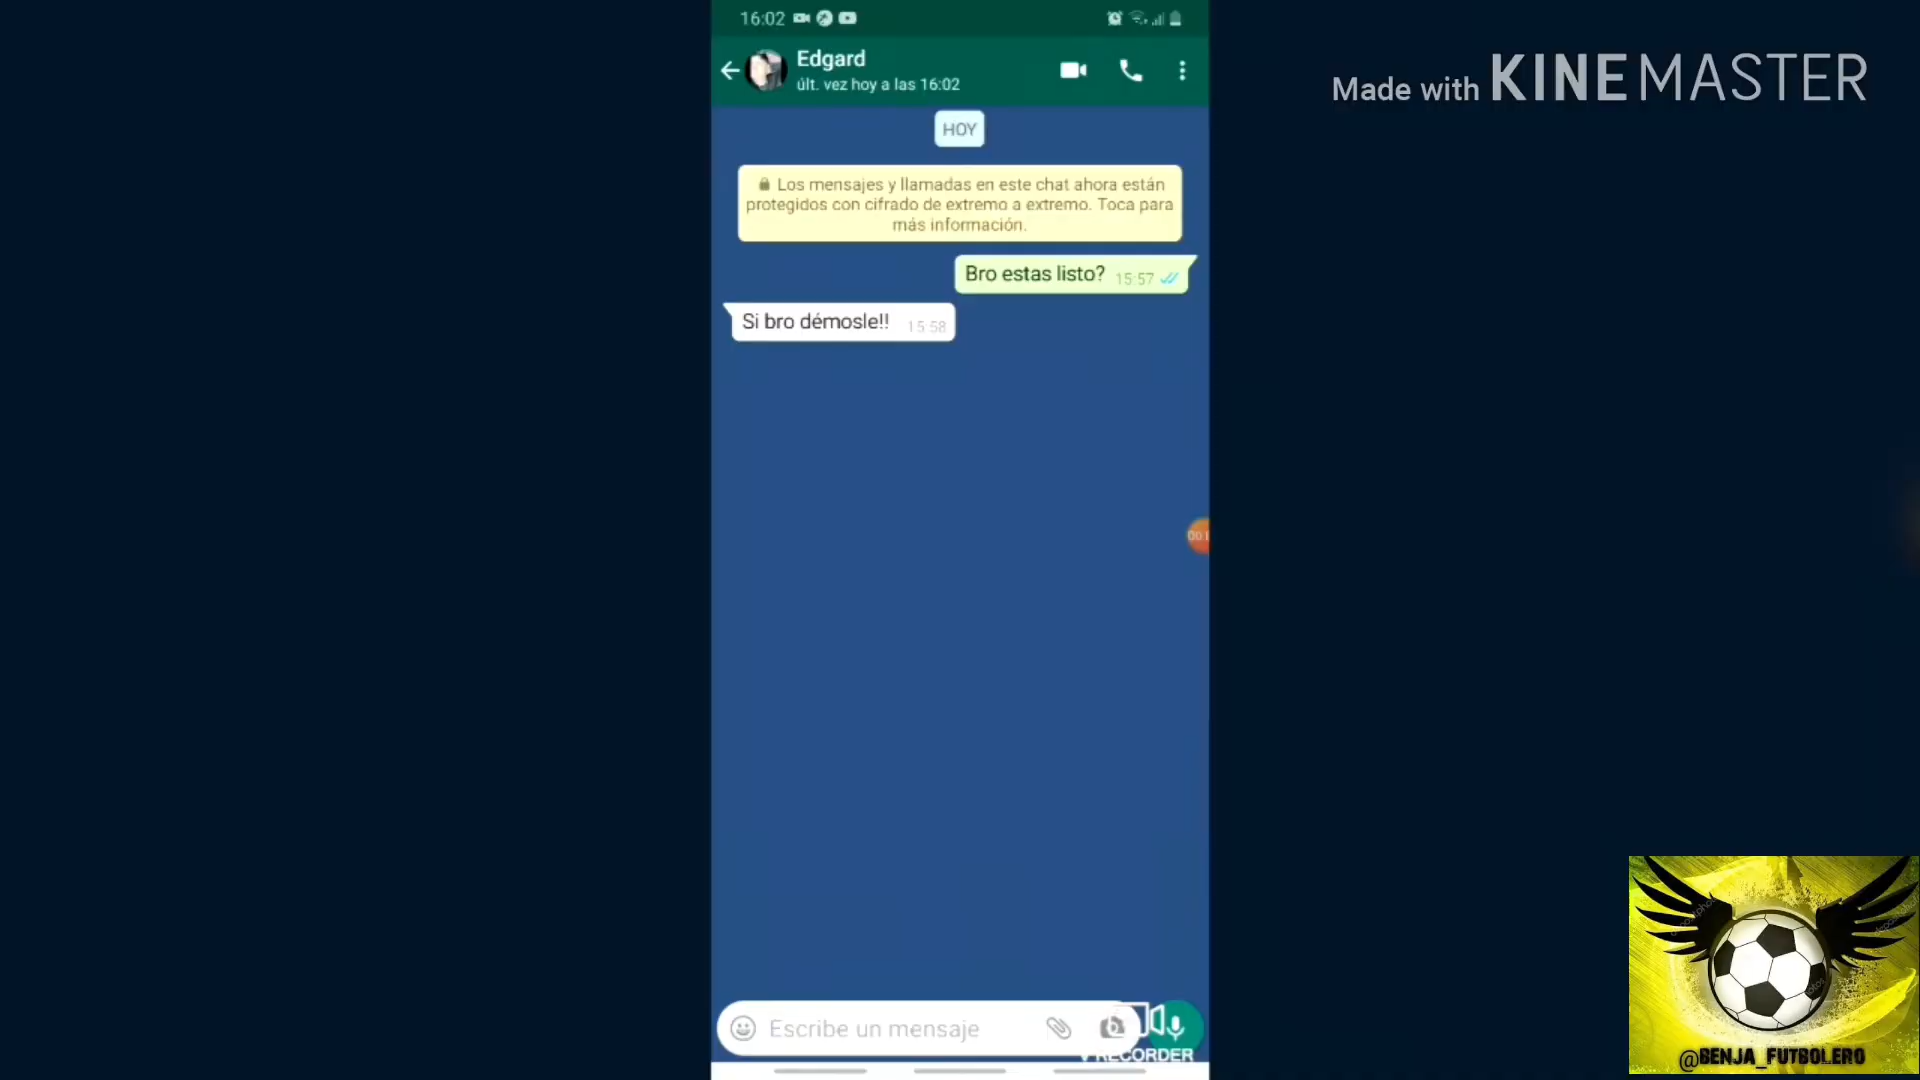 16:02
Edgard
últ. vez hoy a las 16:02
Made with KINEMASTER
HOY
Los mensajes y llamadas en este chat ahora están
protegidos con cifrado de extremo a extremo. Toca para
más información.
Bro estas listo? 15:57
Si bro démosle!! 15:58
Escribe un mensaje
RECORDER
@BENJA_FUTBOLERO